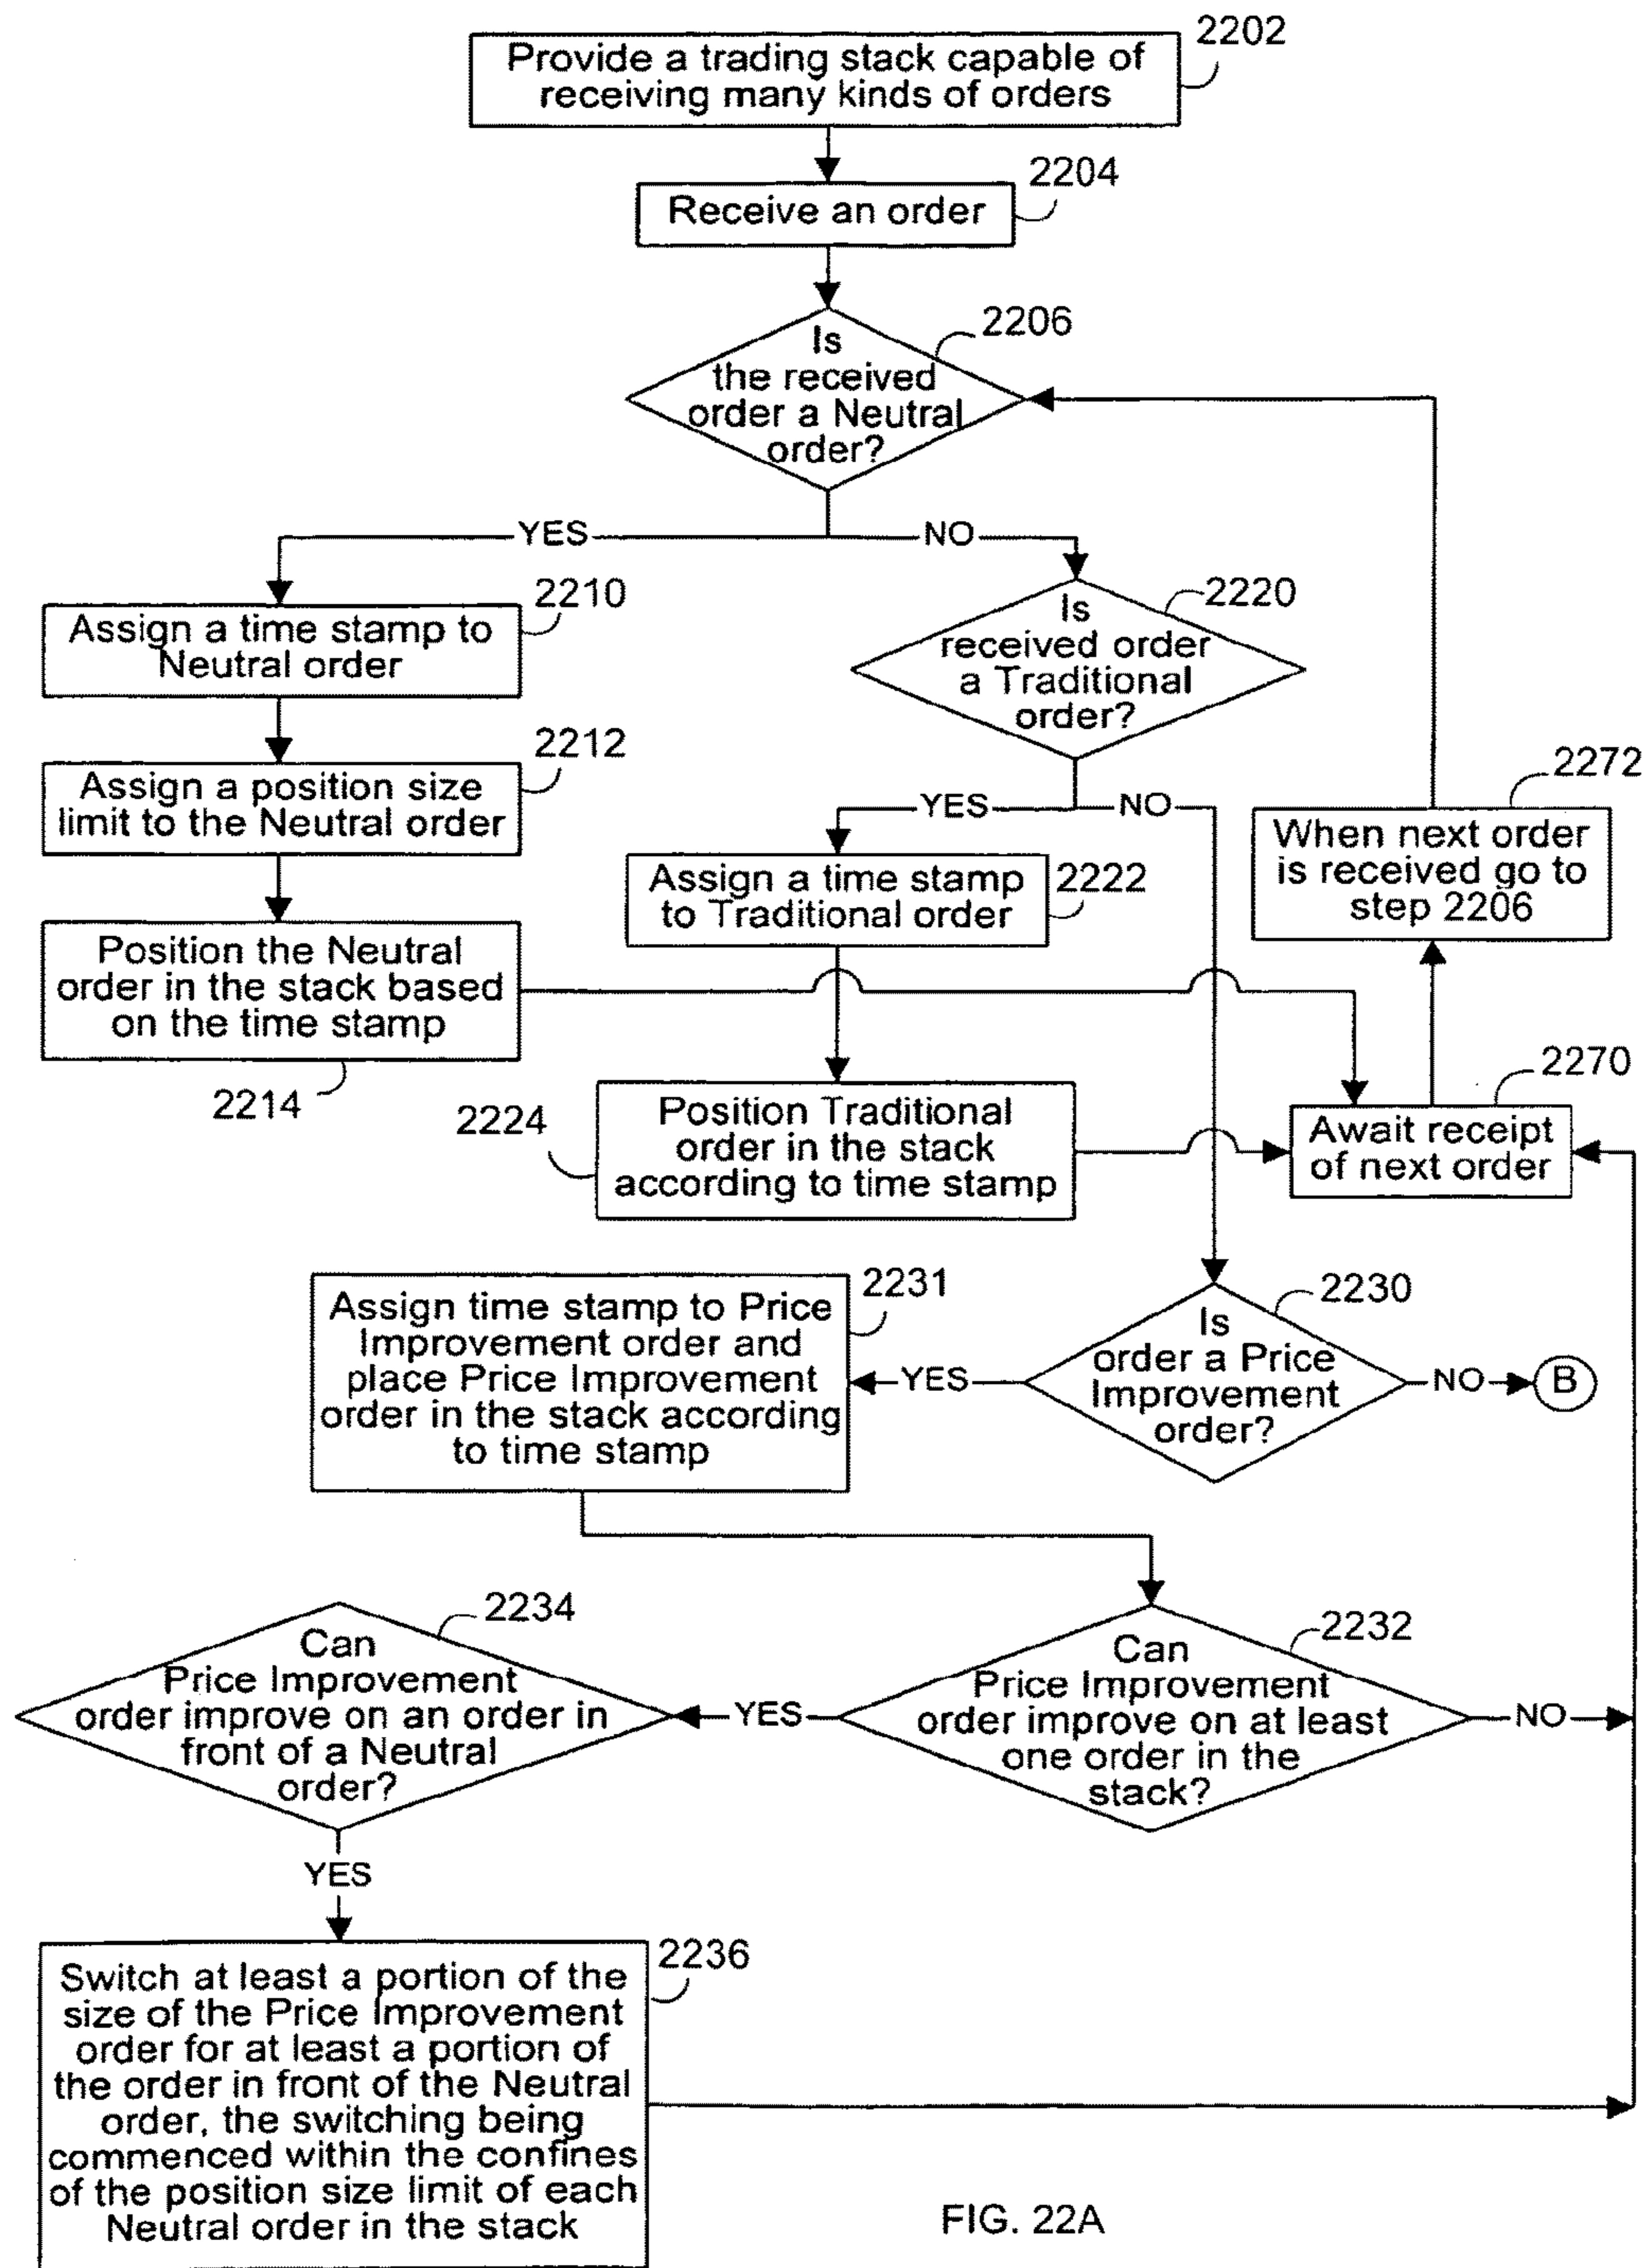 2202
Provide a trading stack capable of
receiving many kinds of orders
2204
Receive an order
2206
Is
the received
order a Neutral
order?
YES
NO
2210
Assign a time stamp to
Neutral order
2220
Is
received order
a Traditional
order?
2212
Assign a position size
limit to the Neutral order
YES
NO
2272
When next order
is received go to
step 2206
2222
Assign a time stamp
to Traditional order
Position the Neutral
order in the stack based
on the time stamp
2214
2270
Await receipt
of next order
2224
Position Traditional
order in the stack
according to time stamp
2231
Assign time stamp to Price
Improvement order and
place Price Improvement
order in the stack according
to time stamp
2230
Is
order a Price
Improvement
order?
YES
NO
B
2234
Can
Price Improvement
order improve on an order in
front of a Neutral
order?
2232
Can
Price Improvement
order improve on at least
one order in the
stack?
YES
NO
YES
2236
Switch at least a portion of the
size of the Price Improvement
order for at least a portion of
the order in front of the Neutral
order, the switching being
commenced within the confines
of the position size limit of each
Neutral order in the stack
FIG. 22A